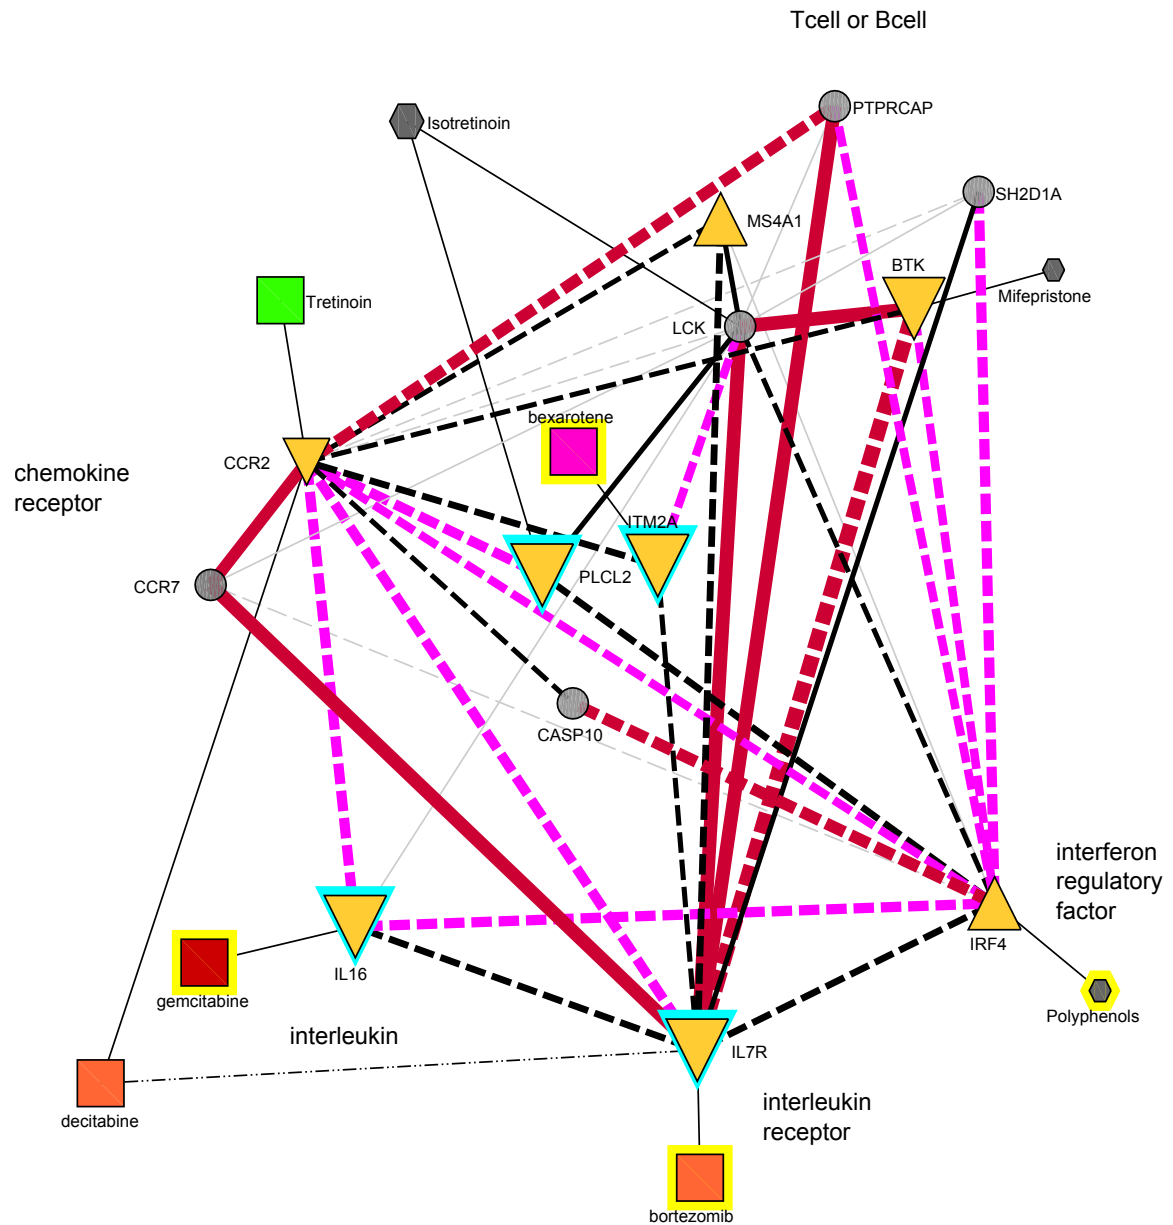 Tcell or Bcell
PTPRCAP
Isotretinoin
SH2D1A
MS4A1
BTK
Mifepristone
Tretinoin
LCK
bexarotene
CCR2
chemokine
receptor
ITM2A
PLCL2
CCR7
CASP10
interferon
regulatory
factor
IRF4
IL16
gemcitabine
Polyphenols
interleukin
IL7R
decitabine
interleukin
receptor
bortezomib